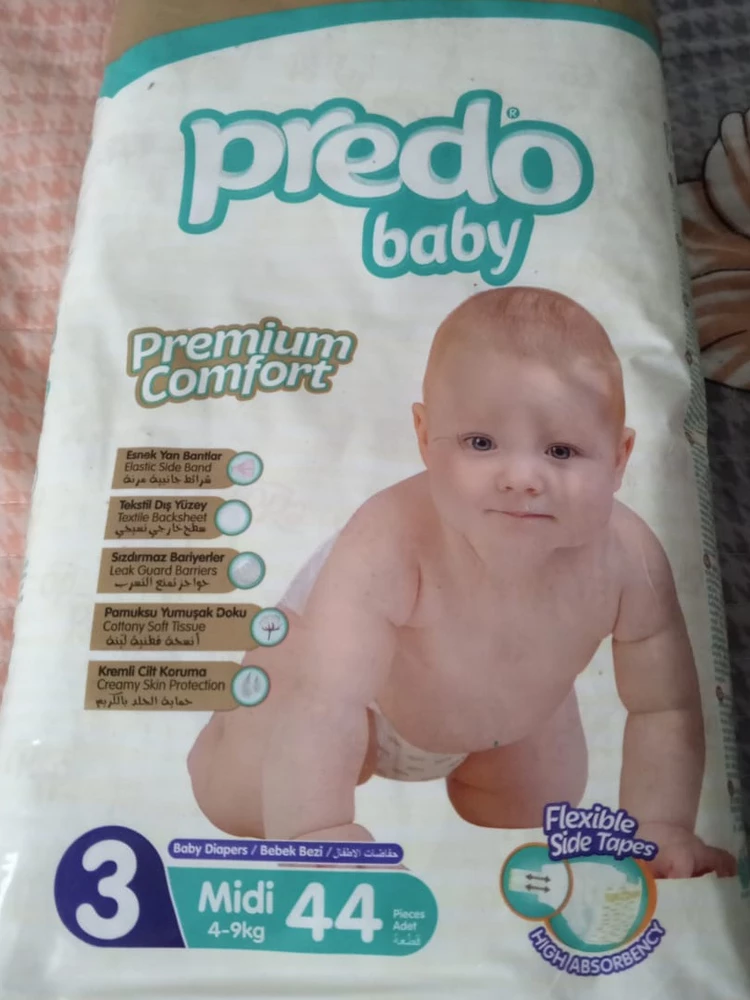 predo®
baby
Premium
Comfort
Esnek Yan Bantlar
Elastic Side Band
شرائط جانبية مرنة
Tekstil Dış Yüzey
Textile Backsheet
سطح خارجي نسيجي
Sızdırmaz Bariyerler
Leak Guard Barriers
حواجز تمنع التسرب
Pamuksu Yumuşak Doku
Cottony Soft Tissue
أنسجة قطنية لينة
Kremli Cilt Koruma
Creamy Skin Protection
حماية الجلد بالكريم
Flexible
Side Tapes
HIGH ABSORBENCY
3
Baby Diapers / Bebek Bezi / حفاضات الاطفال
Midi 44
4-9kg
Pieces
Adet
قطعة